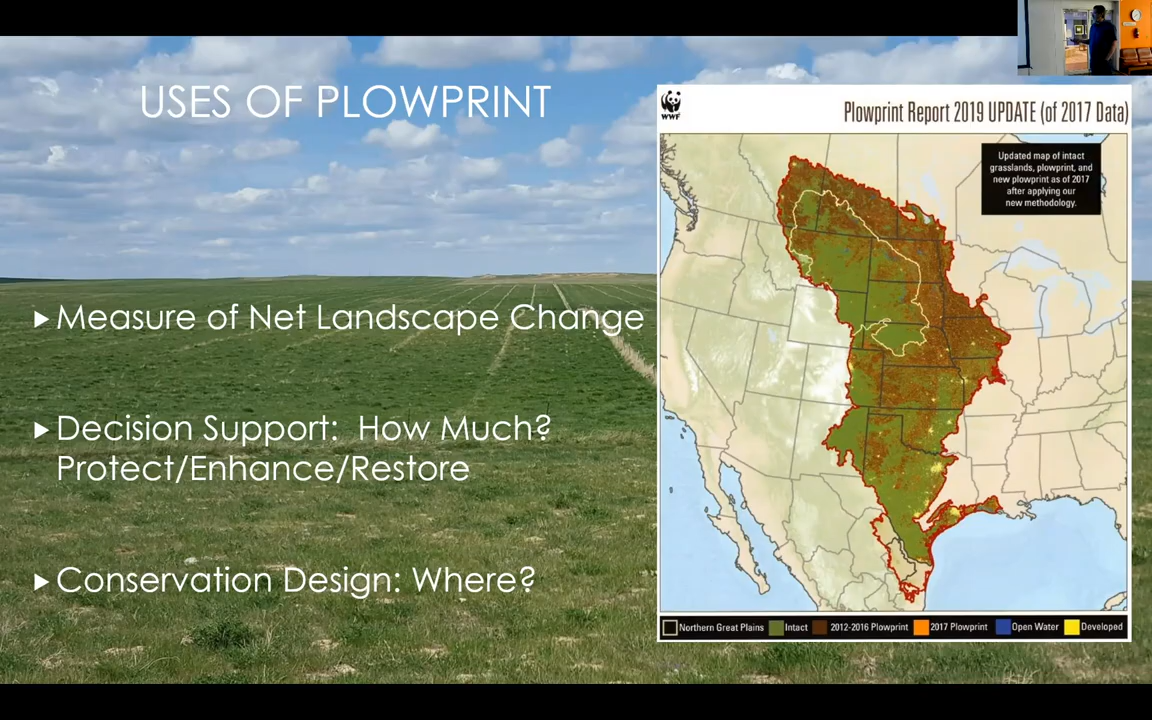 USES OF PLOWPRINT
▶Measure of Net Landscape Change
▶Decision Support: How Much?
Protect/Enhance/Restore
▶Conservation Design: Where?
WWF
Plowprint Report 2019 UPDATE (of 2017 Data)
Updated map of intact
grasslands, plowprint, and
new plowprint as of 2017
after applying our
new methodology.
Northern Great Plains Intact 2012-2016 Plowprint 2017 Plowprint Open Water Developed